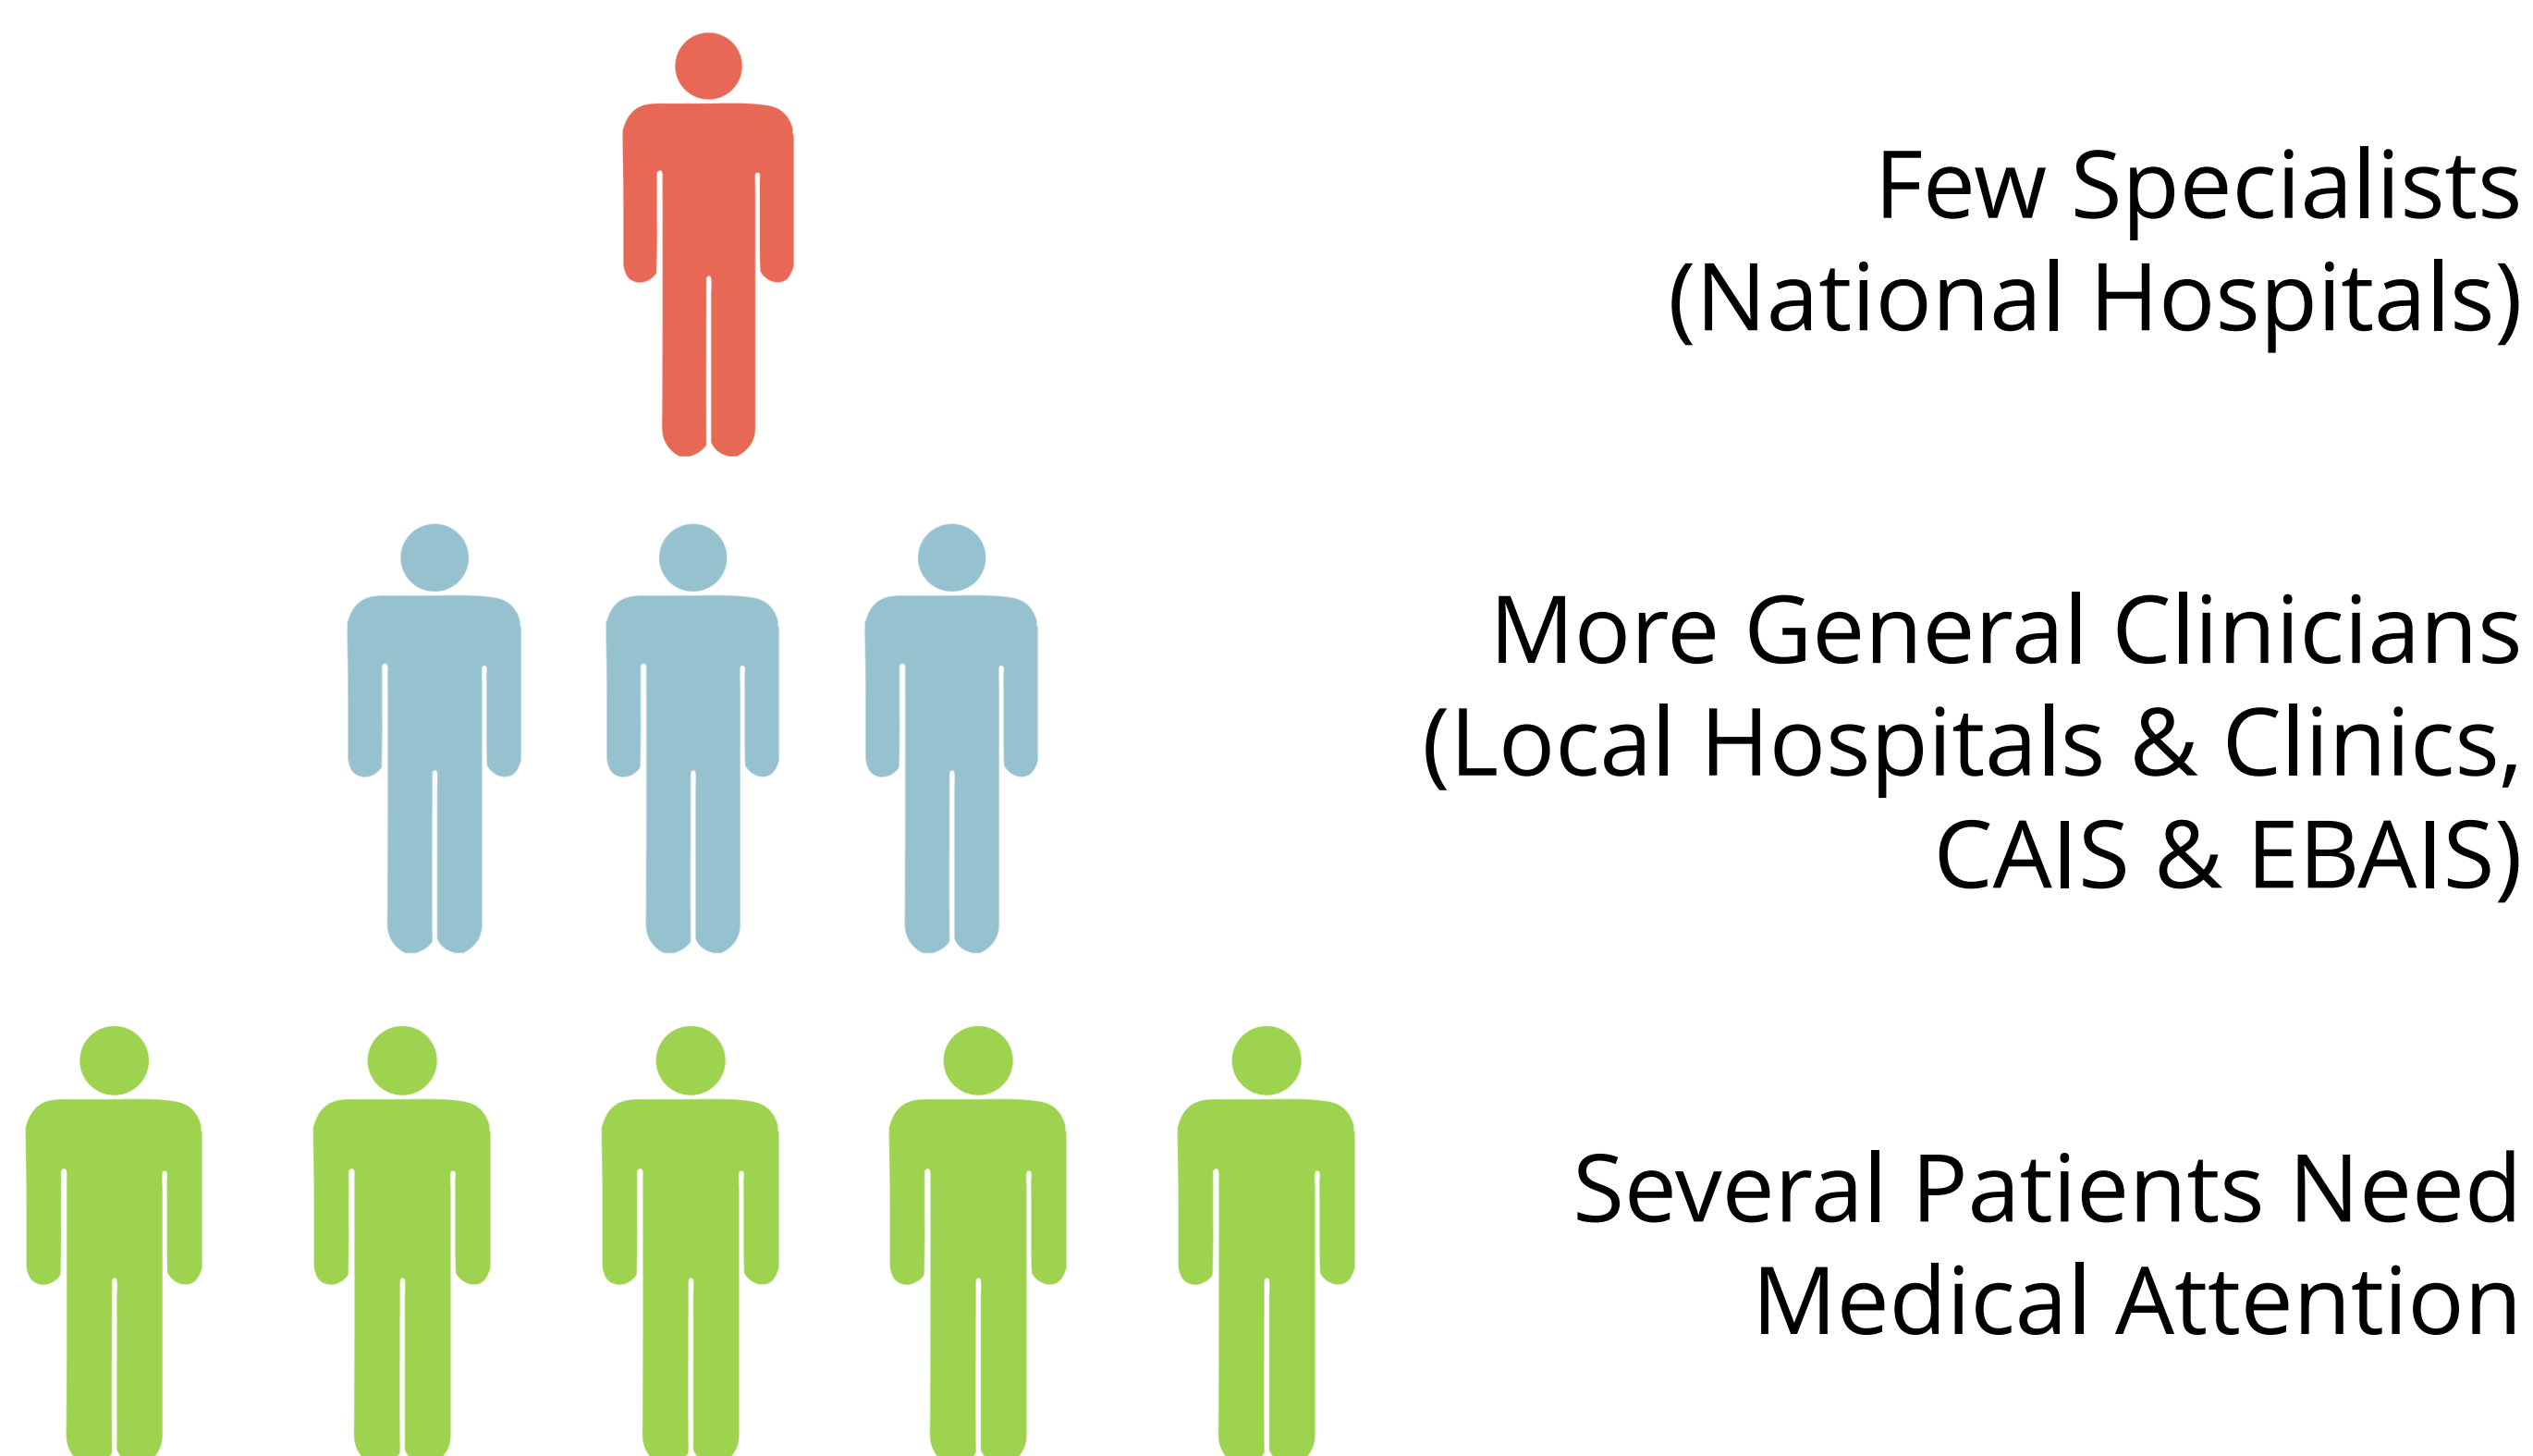 Few Specialists
(National Hospitals)
More General Clinicians
(Local Hospitals & Clinics,
CAIS & EBAIS)
Several Patients Need
Medical Attention